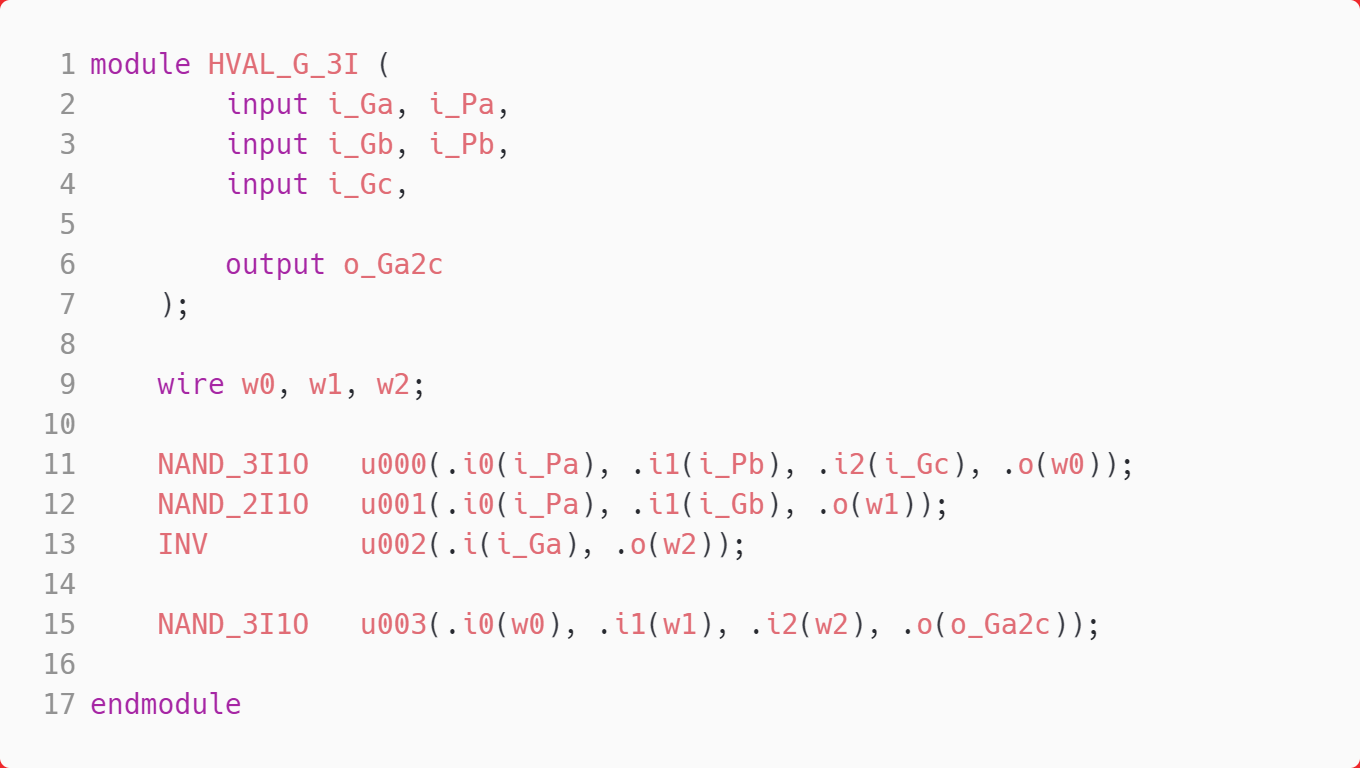 1 module HVAL_G_3I (
2         input i_Ga, i_Pa,
3         input i_Gb, i_Pb,
4         input i_Gc,
5
6         output o_Ga2c
7     );
8
9     wire w0, w1, w2;
10
11     NAND_3I1O   u000(.i0(i_Pa), .i1(i_Pb), .i2(i_Gc), .o(w0));
12     NAND_2I1O   u001(.i0(i_Pa), .i1(i_Gb), .o(w1));
13     INV         u002(.i(i_Ga), .o(w2));
14
15     NAND_3I1O   u003(.i0(w0), .i1(w1), .i2(w2), .o(o_Ga2c));
16
17 endmodule